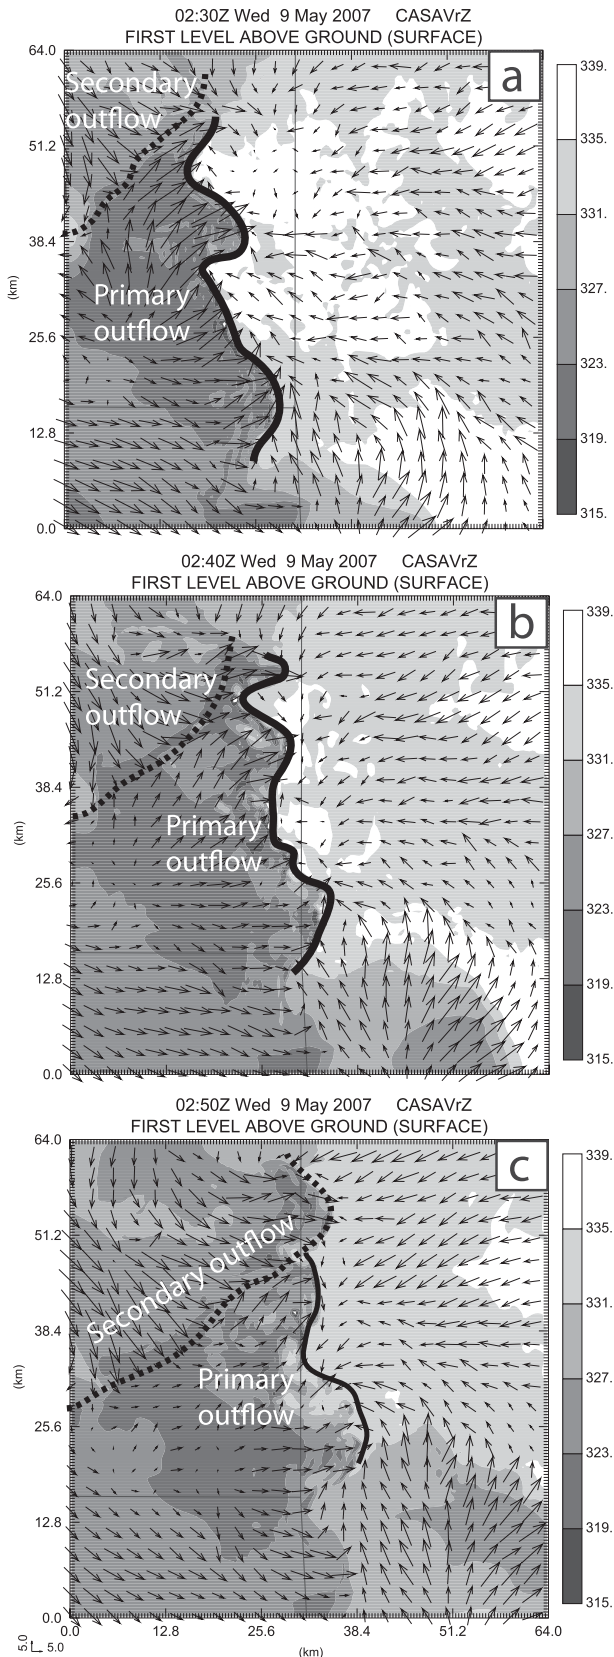 02:30Z Wed 9 May 2007 CASAVrZ
FIRST LEVEL ABOVE GROUND (SURFACE)
a
64.0
51.2
38.4
25.6
12.8
0.0
(km)
Secondary
outflow
Primary
outflow
339.
335.
331.
327.
323.
319.
315.
02:40Z Wed 9 May 2007 CASAVrZ
FIRST LEVEL ABOVE GROUND (SURFACE)
b
64.0
51.2
38.4
25.6
12.8
0.0
(km)
Secondary
outflow
Primary
outflow
339.
335.
331.
327.
323.
319.
315.
02:50Z Wed 9 May 2007 CASAVrZ
FIRST LEVEL ABOVE GROUND (SURFACE)
c
64.0
51.2
38.4
25.6
12.8
0.0
(km)
Secondary outflow
Primary
outflow
339.
335.
331.
327.
323.
319.
315.
0.0 12.8 25.6 38.4 51.2 64.0
(km)
5.0
5.0